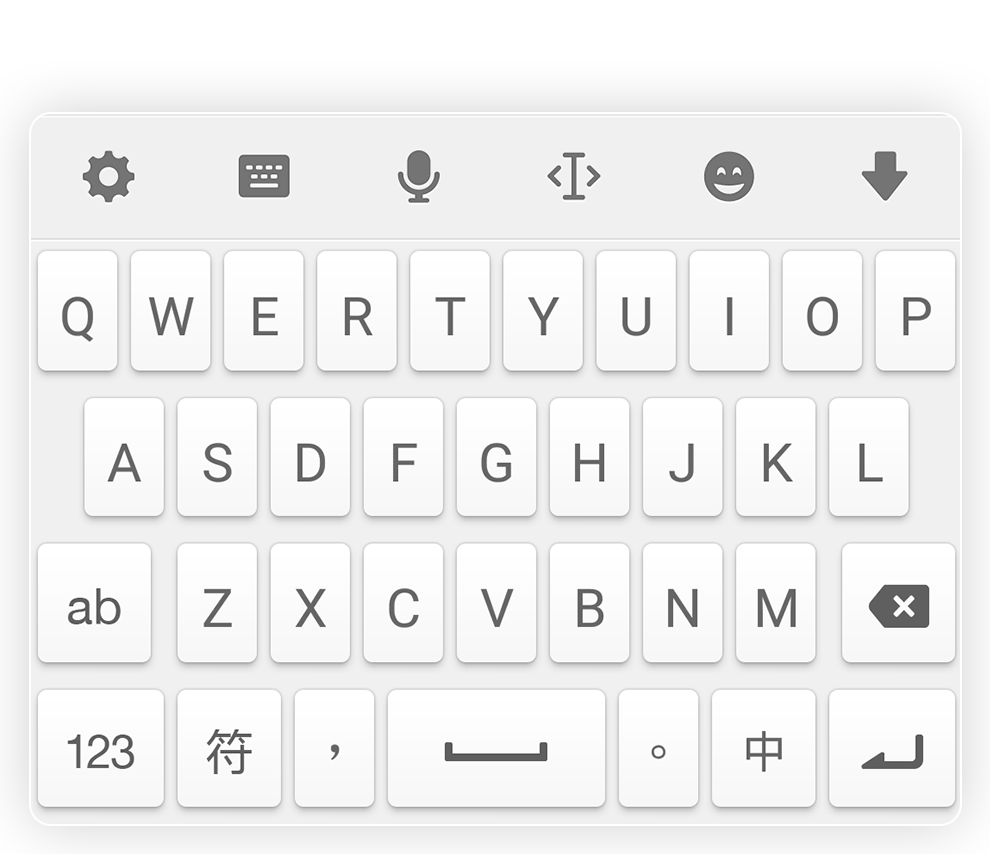 Q W E R T Y U I O P
A S D F G H J K L
ab Z X C V B N M
123 符 , 。 中